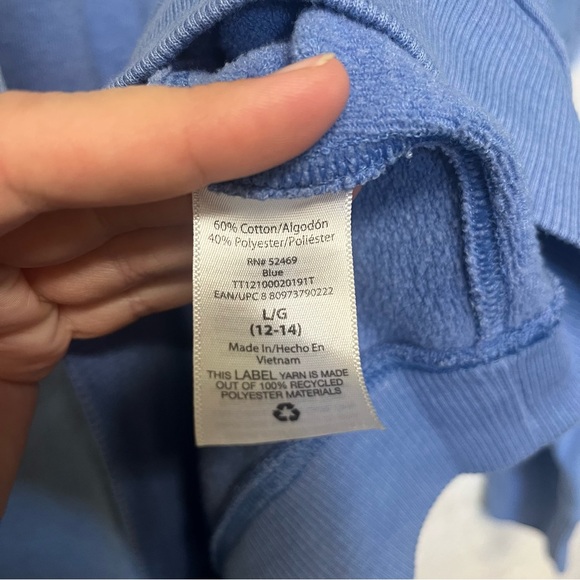 60% Cotton/Algodón
40% Polyester/Poliéster
RN# 52469
Blue
TT12100020191T
EAN/UPC 8 80973790222
L/G
(12-14)
Made In/Hecho En
Vietnam
THIS LABEL YARN IS MADE
OUT OF 100% RECYCLED
POLYESTER MATERIALS